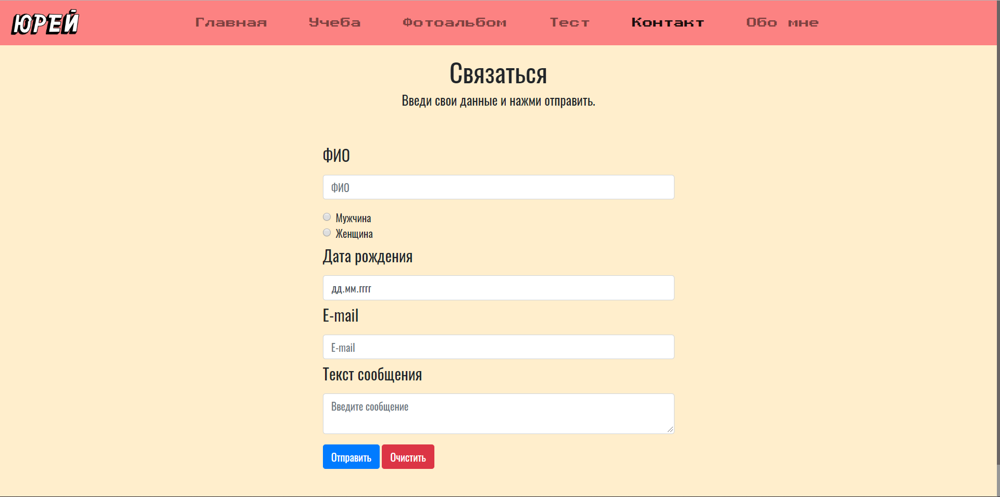 ЮРЕЙ
Главная Учеба Фотоальбом Тест Контакт Обо мне
Связаться
Введи свои данные и нажми отправить.
ФИО
ФИО
Мужчина
Женщина
Дата рождения
дд.мм.гггг
E-mail
E-mail
Текст сообщения
Введите сообщение
Отправить Очистить